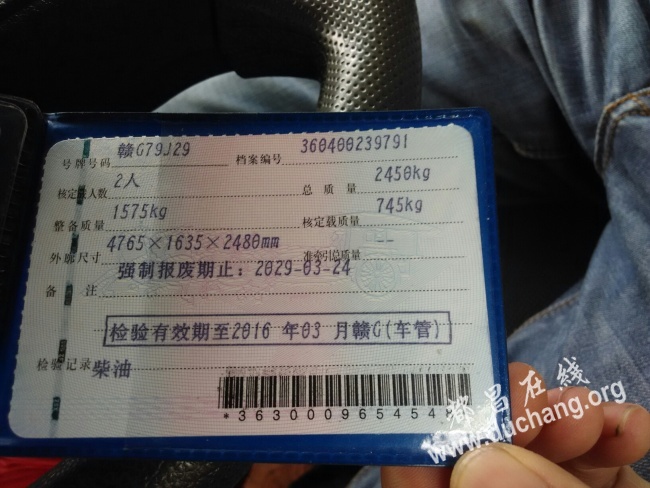 号牌号码 赣G79J29 档案编号 360400239791
核定载人数 2人 总质量 2450kg
整备质量 1575kg 核定载质量 745kg
外廓尺寸 4765×1635×2480mm 准牵引总质量 --
备注 强制报废期止：2029-03-24
检验有效期至2016 年03 月赣G(车管)
检验记录 柴油
*363000965454
都昌在线
www.duchang.org